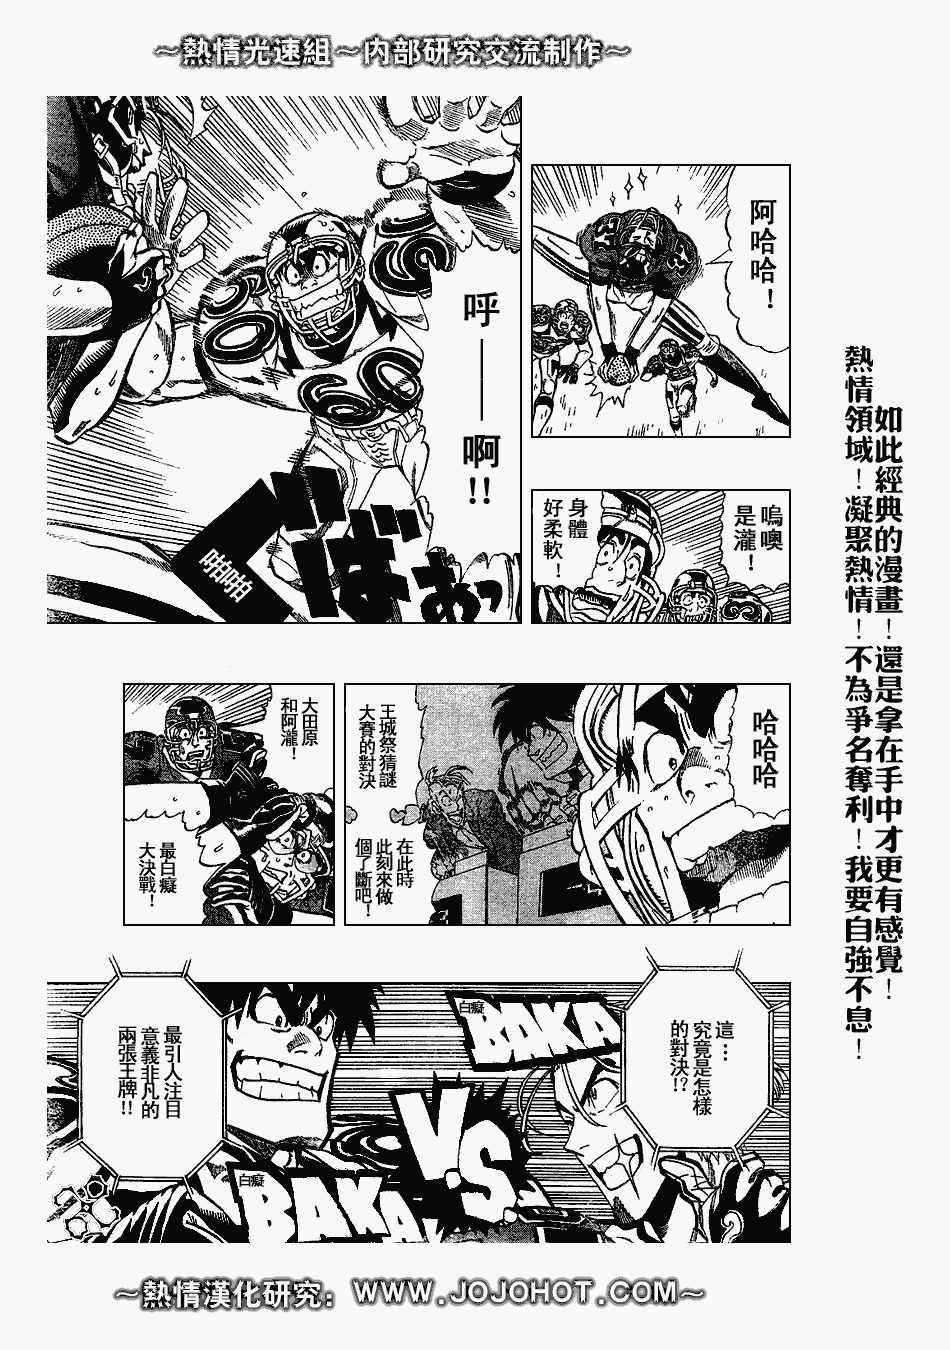 ～熱情光速組～内部研究交流制作～
阿哈哈！
呼——啊!!
啪啪
ばぁっ
嗚噢
是瀧！
身體
好柔軟！
哈哈哈
王城祭猜謎
大賽的對決
在此時
此刻來做
個了斷吧！
大田原
和阿瀧！
最白癡
大決戰！
這…
究竟是怎樣
的對決!?
白癡
BAKA
VS.
白癡
BAKA
最引人注目
意義非凡的
兩張王牌!!
如此經典的漫畫！還是拿在手中才更有感覺！
熱情領域！凝聚熱情！不為爭名奪利！我要自強不息！
～熱情漢化研究：WWW.JOJOHOT.COM～